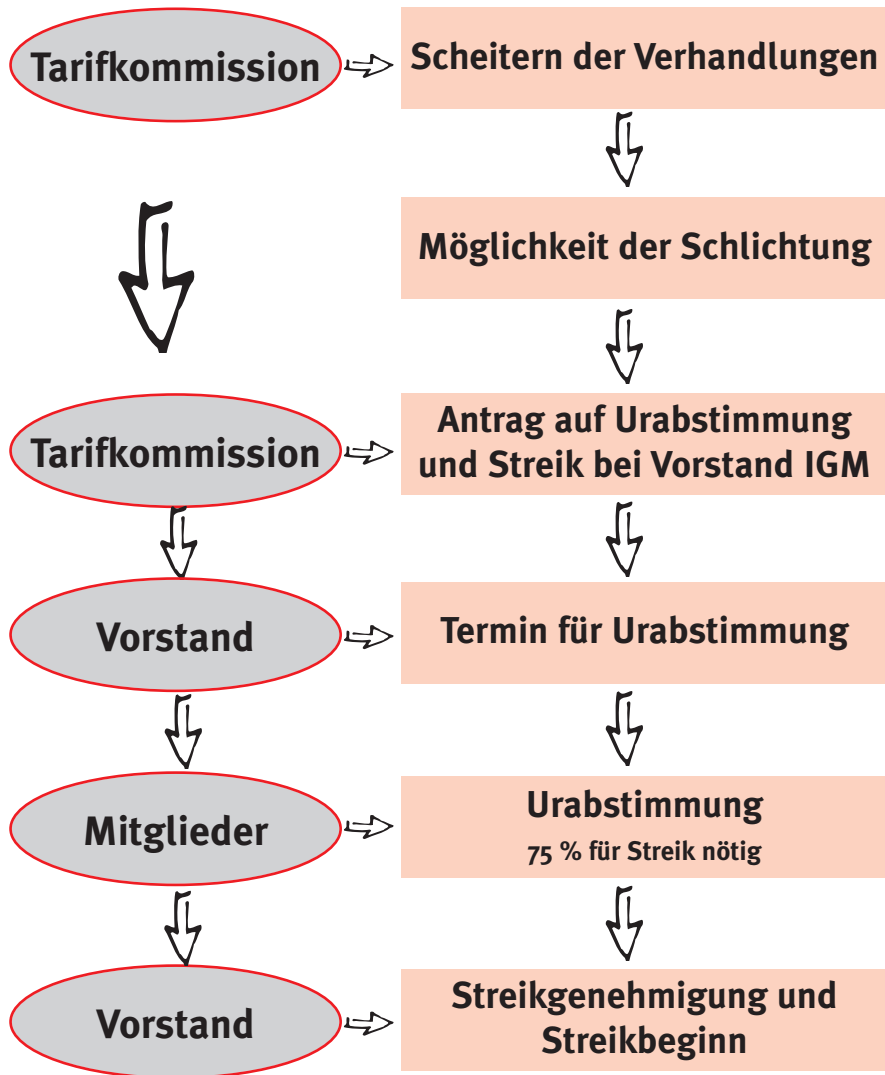 Tarifkommission
Scheitern der Verhandlungen
Möglichkeit der Schlichtung
Tarifkommission
Antrag auf Urabstimmung
und Streik bei Vorstand IGM
Vorstand
Termin für Urabstimmung
Mitglieder
Urabstimmung
75 % für Streik nötig
Vorstand
Streikgenehmigung und
Streikbeginn